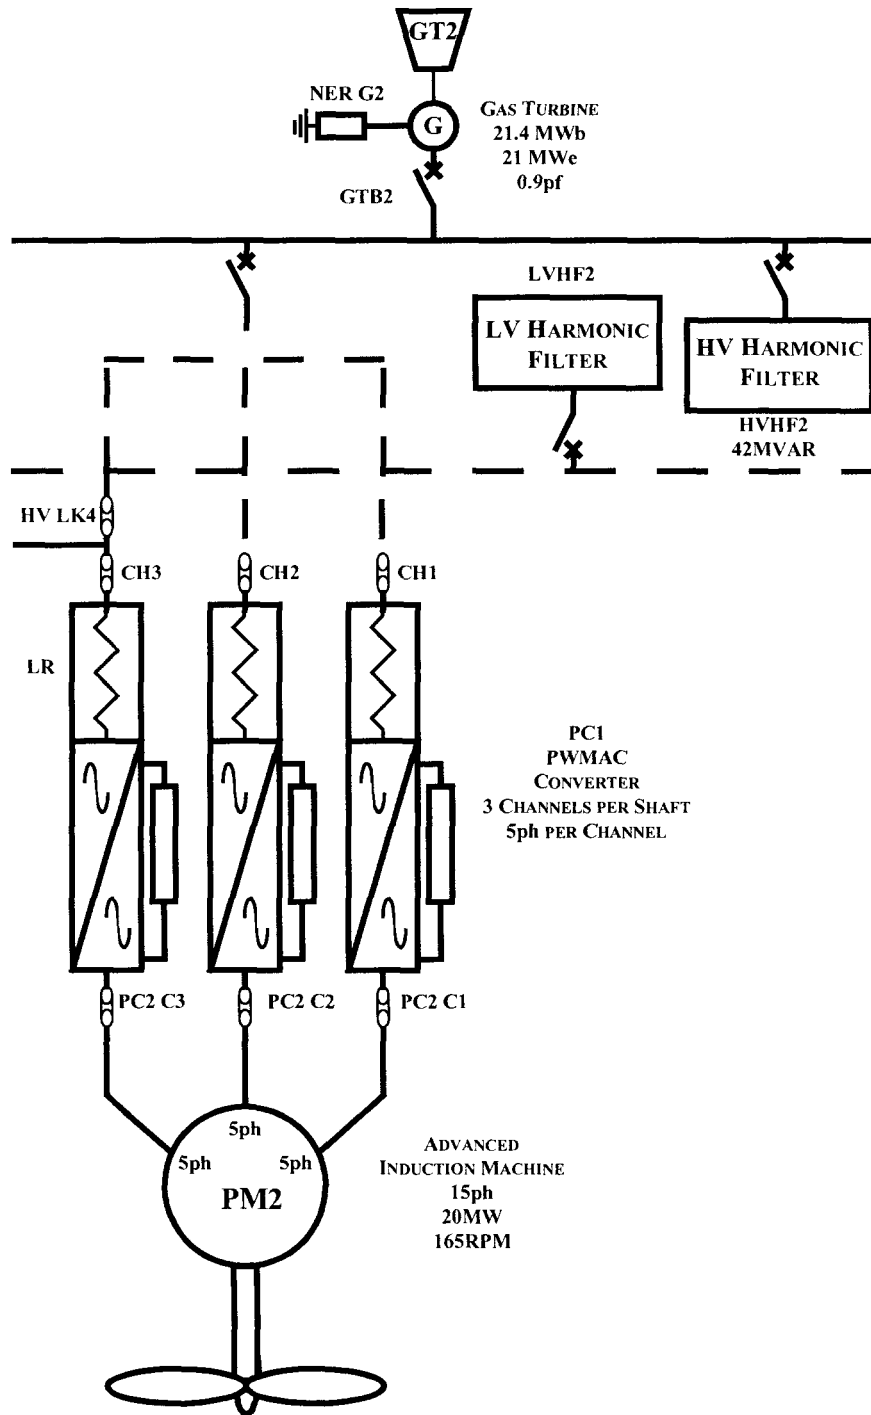 GT2
NER G2
G
GAS TURBINE
21.4 MWb
21 MWe
0.9pf
GTB2
LVHF2
LV HARMONIC
FILTER
HV HARMONIC
FILTER
HVHF2
42MVAR
HV LK4
CH3
CH2
CH1
LR
PC1
PWMAC
CONVERTER
3 CHANNELS PER SHAFT
5ph PER CHANNEL
PC2 C3
PC2 C2
PC2 C1
5ph
5ph
5ph
PM2
ADVANCED
INDUCTION MACHINE
15ph
20MW
165RPM